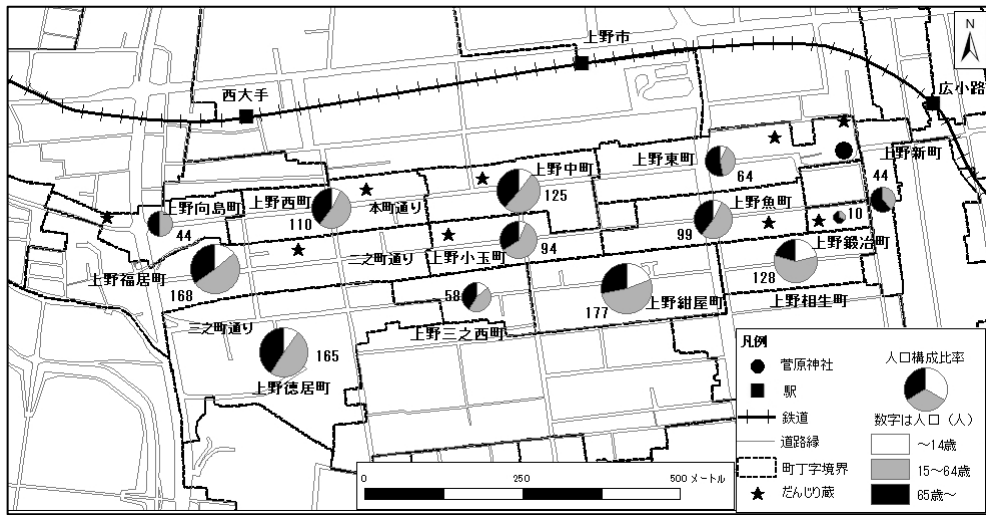 N
上野市
西大手
広小路
上野新町
44
上野東町
64
上野中町
125
上野西町
110
本町通り
上野向島町
44
上野魚町
99
10
上野鍛冶町
二之町通り
上野小玉町
94
上野福居町
168
128
上野相生町
58
177
上野紺屋町
三之町通り
上野三之西町
165
上野徳居町
凡例
菅原神社
駅
鉄道
道路縁
町丁字境界
だんじり蔵
人口構成比率
数字は人口(人)
~14歳
15~64歳
65歳~
0
250
500 メートル